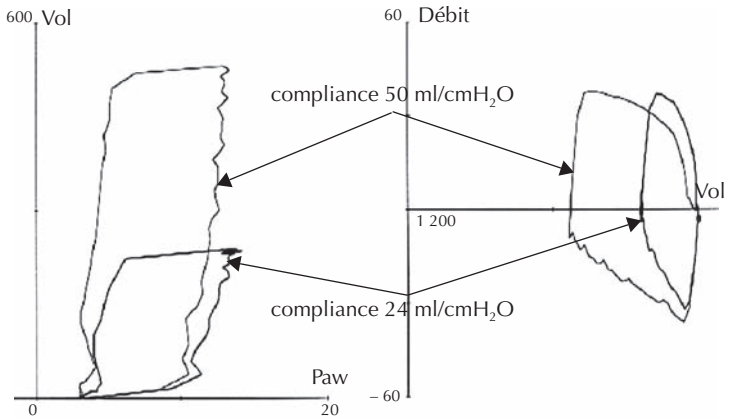 600 Vol
60 Débit
compliance 50 ml/cmH₂O
Vol
1 200
compliance 24 ml/cmH₂O
Paw
– 60
0
20